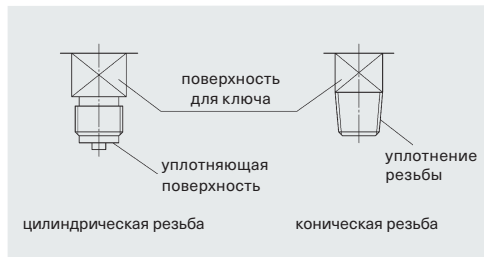 поверхность
для ключа
уплотняющая
поверхность
уплотнение
резьбы
цилиндрическая резьба
коническая резьба